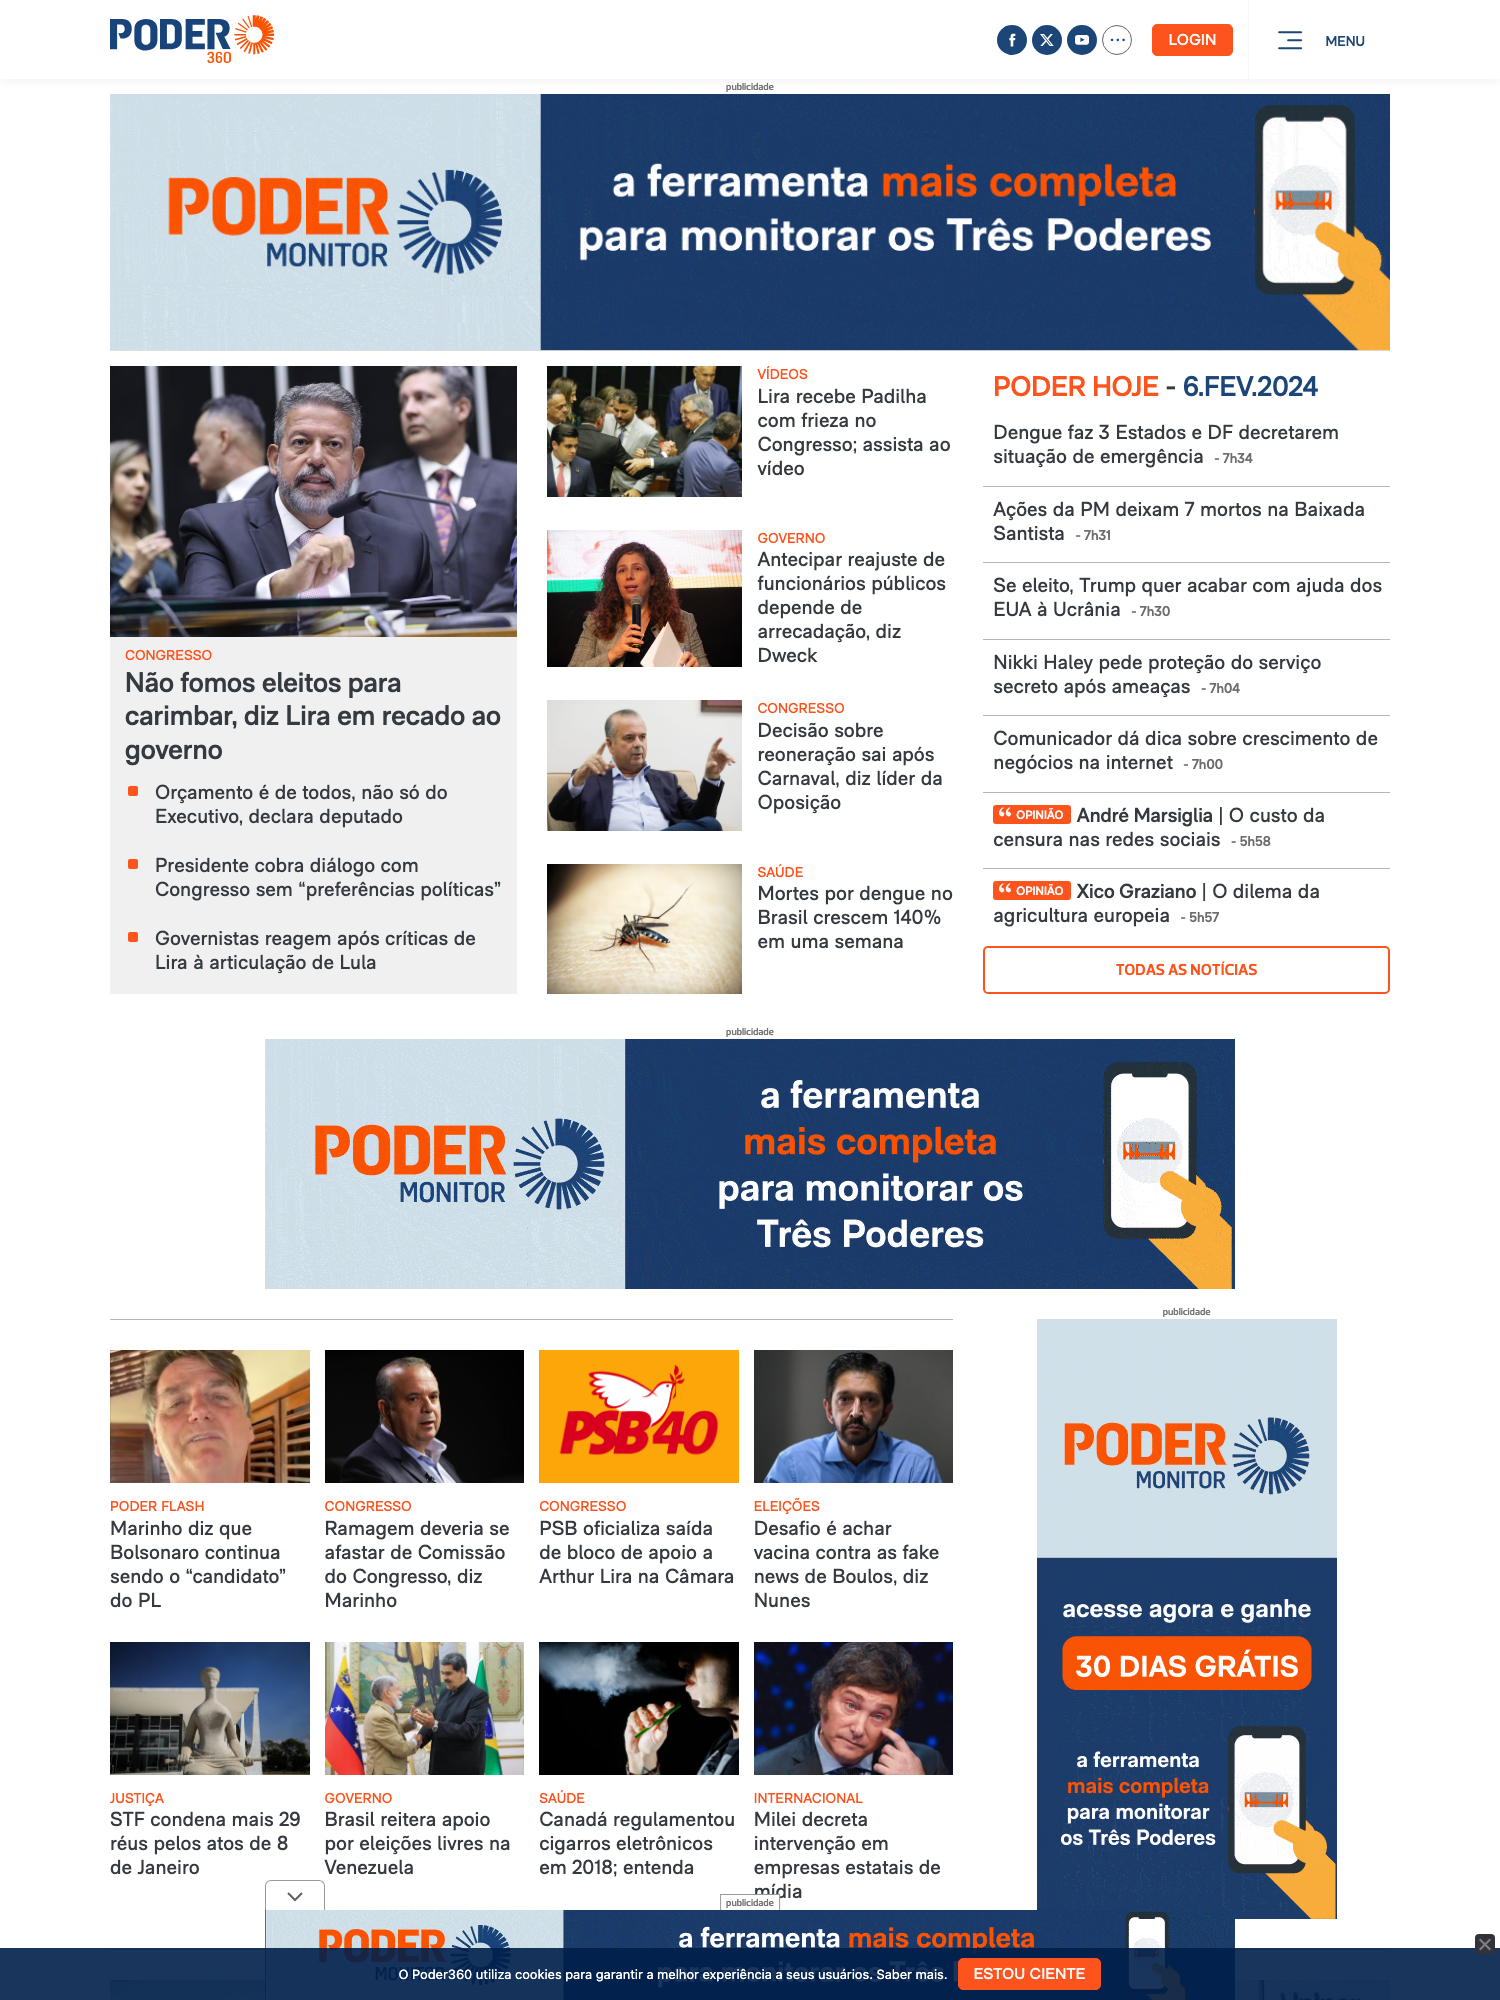 PODER
360
LOGIN
MENU
publicidade
PODER
MONITOR
a ferramenta mais completa
para monitorar os Três Poderes
CONGRESSO
Não fomos eleitos para
carimbar, diz Lira em recado ao
governo
Orçamento é de todos, não só do
Executivo, declara deputado
Presidente cobra diálogo com
Congresso sem “preferências políticas”
Governistas reagem após críticas de
Lira à articulação de Lula
VÍDEOS
Lira recebe Padilha
com frieza no
Congresso; assista ao
vídeo
GOVERNO
Antecipar reajuste de
funcionários públicos
depende de
arrecadação, diz
Dweck
CONGRESSO
Decisão sobre
reoneração sai após
Carnaval, diz líder da
Oposição
SAÚDE
Mortes por dengue no
Brasil crescem 140%
em uma semana
PODER HOJE - 6.FEV.2024
Dengue faz 3 Estados e DF decretarem
situação de emergência - 7h34
Ações da PM deixam 7 mortos na Baixada
Santista - 7h31
Se eleito, Trump quer acabar com ajuda dos
EUA à Ucrânia - 7h30
Nikki Haley pede proteção do serviço
secreto após ameaças - 7h04
Comunicador dá dica sobre crescimento de
negócios na internet - 7h00
“ OPINIÃO André Marsiglia | O custo da
censura nas redes sociais - 5h58
“ OPINIÃO Xico Graziano | O dilema da
agricultura europeia - 5h57
TODAS AS NOTÍCIAS
publicidade
PODER
MONITOR
a ferramenta
mais completa
para monitorar os
Três Poderes
PSB40
PODER FLASH
Marinho diz que
Bolsonaro continua
sendo o “candidato”
do PL
CONGRESSO
Ramagem deveria se
afastar de Comissão
do Congresso, diz
Marinho
CONGRESSO
PSB oficializa saída
de bloco de apoio a
Arthur Lira na Câmara
ELEIÇÕES
Desafio é achar
vacina contra as fake
news de Boulos, diz
Nunes
JUSTIÇA
STF condena mais 29
réus pelos atos de 8
de Janeiro
GOVERNO
Brasil reitera apoio
por eleições livres na
Venezuela
SAÚDE
Canadá regulamentou
cigarros eletrônicos
em 2018; entenda
INTERNACIONAL
Milei decreta
intervenção em
empresas estatais de
mídia
publicidade
PODER
MONITOR
acesse agora e ganhe
30 DIAS GRÁTIS
a ferramenta
mais completa
para monitorar
os Três Poderes
publicidade
PODER
a ferramenta mais completa
O Poder360 utiliza cookies para garantir a melhor experiência a seus usuários. Saber mais.
ESTOU CIENTE